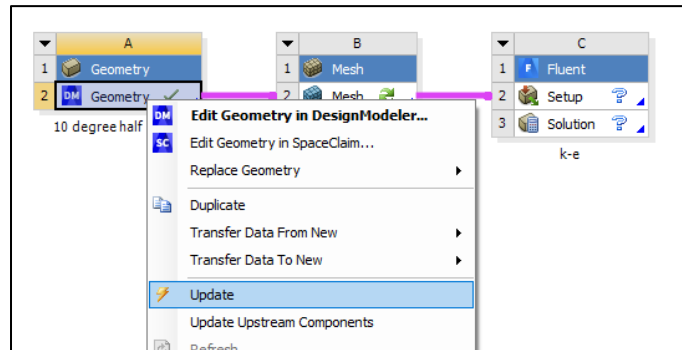 A
B
C
1 Geometry
1 Mesh
1 Fluent
2 DM Geometry
2 Mesh
2 Setup ?
10 degree half
3 Solution ?
k-e
DM Edit Geometry in DesignModeler...
SC Edit Geometry in SpaceClaim...
Replace Geometry
Duplicate
Transfer Data From New
Transfer Data To New
Update
Update Upstream Components
Refresh